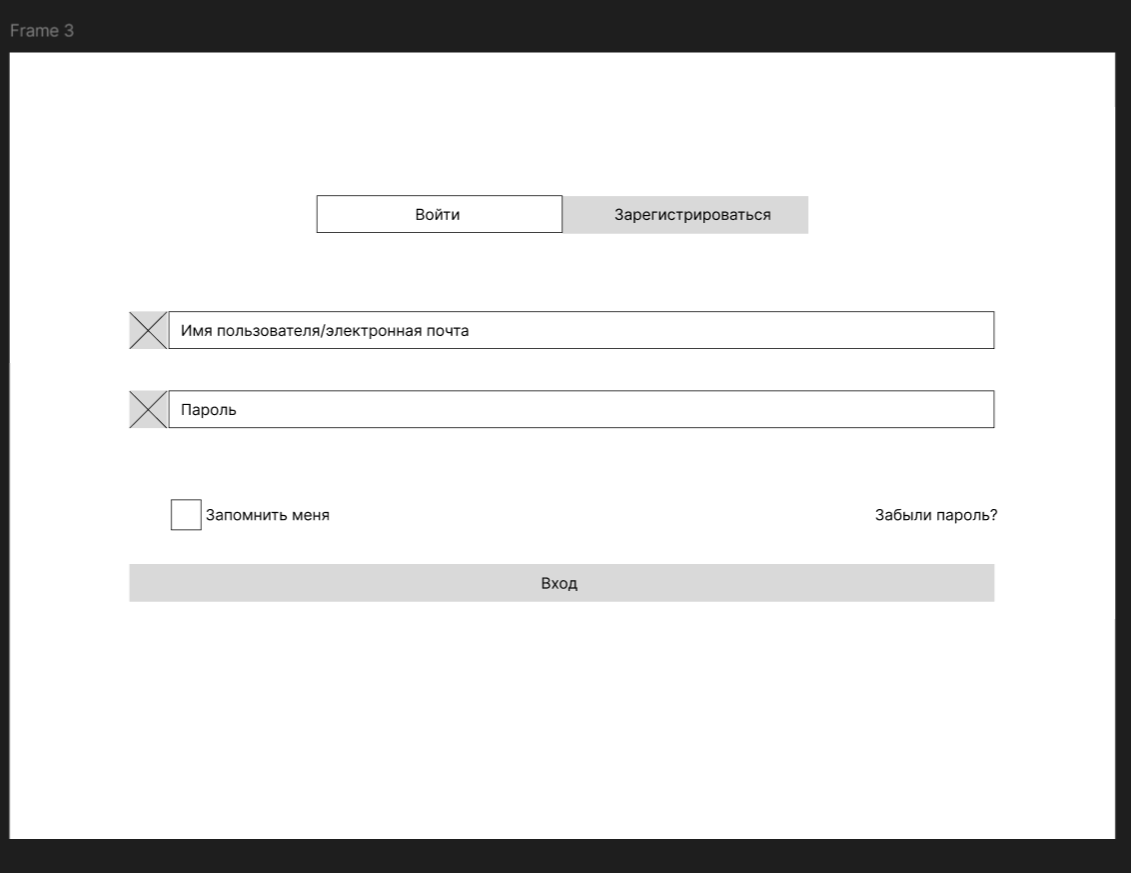 Frame 3
Войти
Зарегистрироваться
Имя пользователя/электронная почта
Пароль
Запомнить меня
Забыли пароль?
Вход